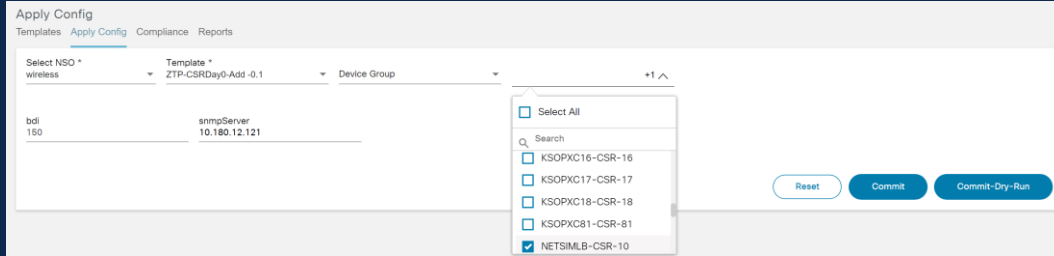 Apply Config
Templates Apply Config Compliance Reports
Select NSO * Template *
wireless ZTP-CSRDay0-Add -0.1 Device Group +1
bdi snmpServer
150 10.180.12.121
Select All
Search
KSOPXC16-CSR-16
KSOPXC17-CSR-17
KSOPXC18-CSR-18
KSOPXC81-CSR-81
NETSIMLB-CSR-10
Reset Commit Commit-Dry-Run